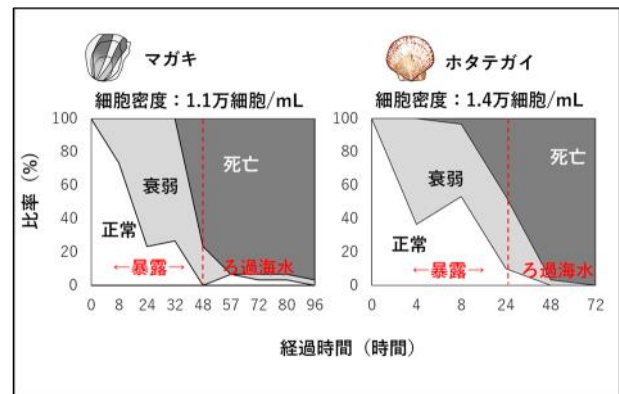 マガキ
細胞密度：1.1万細胞/mL
比率（%）
100
80
60
40
20
0
死亡
衰弱
正常
←暴露→
ろ過海水
0 8 24 32 48 57 72 80 96
ホタテガイ
細胞密度：1.4万細胞/mL
100
80
60
40
20
0
死亡
衰弱
正常
←暴露→
ろ過海水
0 4 8 24 48 72
経過時間（時間）